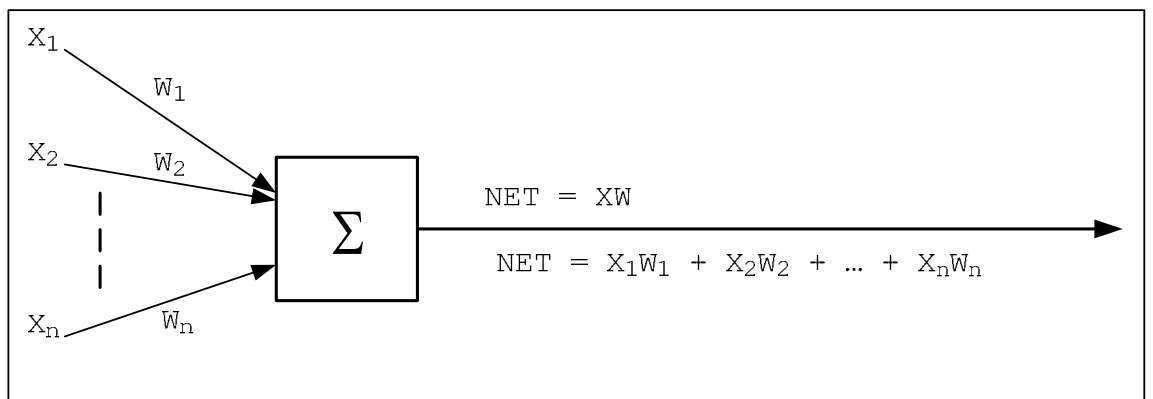 X₁
W₁
X₂
W₂
NET = XW
Σ
NET = X₁W₁ + X₂W₂ + … + XₙWₙ
Xₙ
Wₙ